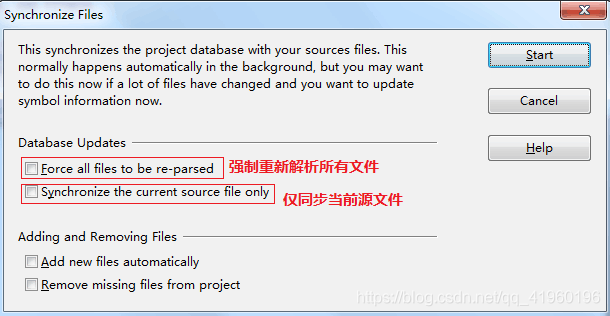 Synchronize Files
This synchronizes the project database with your sources files. This
normally happens automatically in the background, but you may want
to do this now if a lot of files have changed and you want to update
symbol information now.
Start
Cancel
Help
Database Updates
Force all files to be re-parsed
强制重新解析所有文件
Synchronize the current source file only
仅同步当前源文件
Adding and Removing Files
Add new files automatically
Remove missing files from project
https://blog.csdn.net/qq_41960196